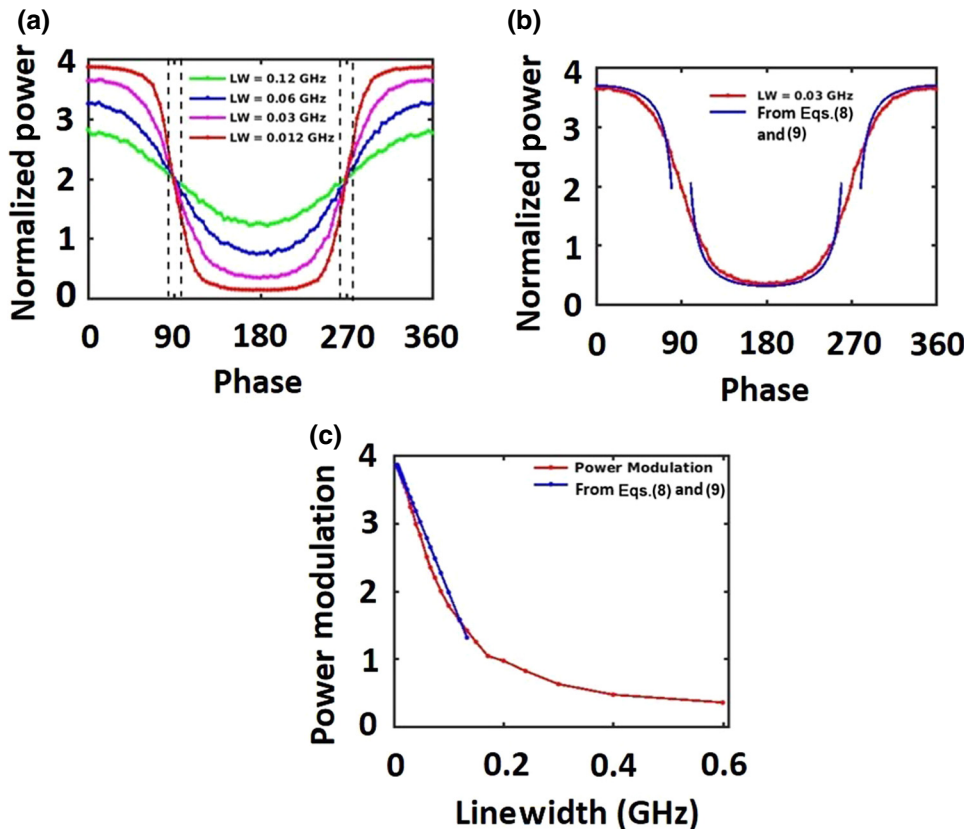 (a)
Normalized power
4
3
2
1
0
LW = 0.12 GHz
LW = 0.06 GHz
LW = 0.03 GHz
LW = 0.012 GHz
0 90 180 270 360
Phase
(b)
Normalized power
4
3
2
1
0
LW = 0.03 GHz
From Eqs.(8)
and (9)
0 90 180 270 360
Phase
(c)
Power modulation
4
3
2
1
0
Power Modulation
From Eqs.(8) and (9)
0 0.2 0.4 0.6
Linewidth (GHz)